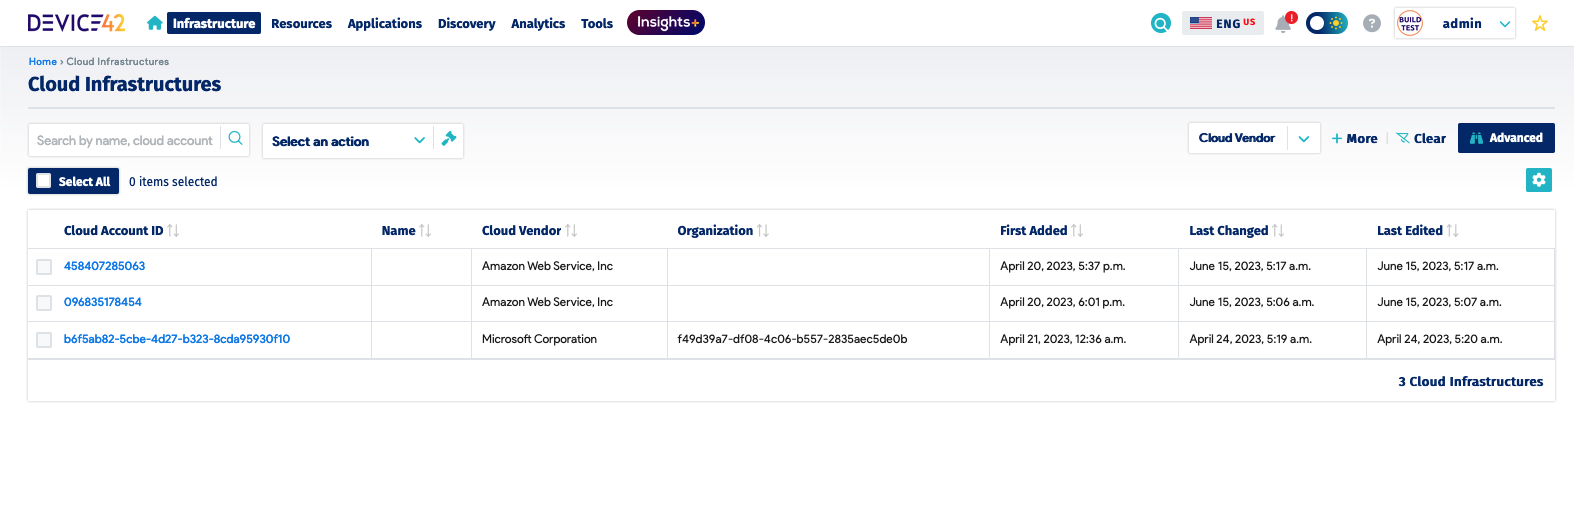 DEVICE42 Infrastructure Resources Applications Discovery Analytics Tools Insights+ ENG US ! ? BUILD TEST admin
Home › Cloud Infrastructures
Cloud Infrastructures
Search by name, cloud account Select an action Cloud Vendor + More Clear Advanced
Select All 0 items selected
Cloud Account ID Name Cloud Vendor Organization First Added Last Changed Last Edited
458407285063 Amazon Web Service, Inc April 20, 2023, 5:37 p.m. June 15, 2023, 5:17 a.m. June 15, 2023, 5:17 a.m.
096835178454 Amazon Web Service, Inc April 20, 2023, 6:01 p.m. June 15, 2023, 5:06 a.m. June 15, 2023, 5:07 a.m.
b6f5ab82-5cbe-4d27-b323-8cda95930f10 Microsoft Corporation f49d39a7-df08-4c06-b557-2835aec5de0b April 21, 2023, 12:36 a.m. April 24, 2023, 5:19 a.m. April 24, 2023, 5:20 a.m.
3 Cloud Infrastructures